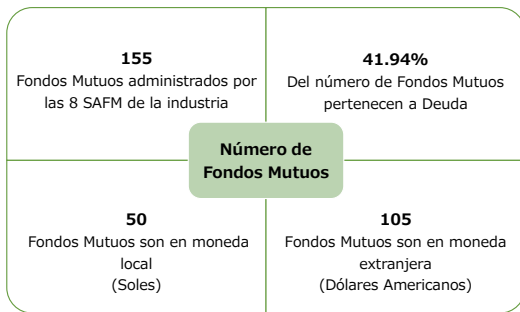 155
Fondos Mutuos administrados por
las 8 SAFM de la industria
41.94%
Del número de Fondos Mutuos
pertenecen a Deuda
Número de
Fondos Mutuos
50
Fondos Mutuos son en moneda
local
(Soles)
105
Fondos Mutuos son en moneda
extranjera
(Dólares Americanos)